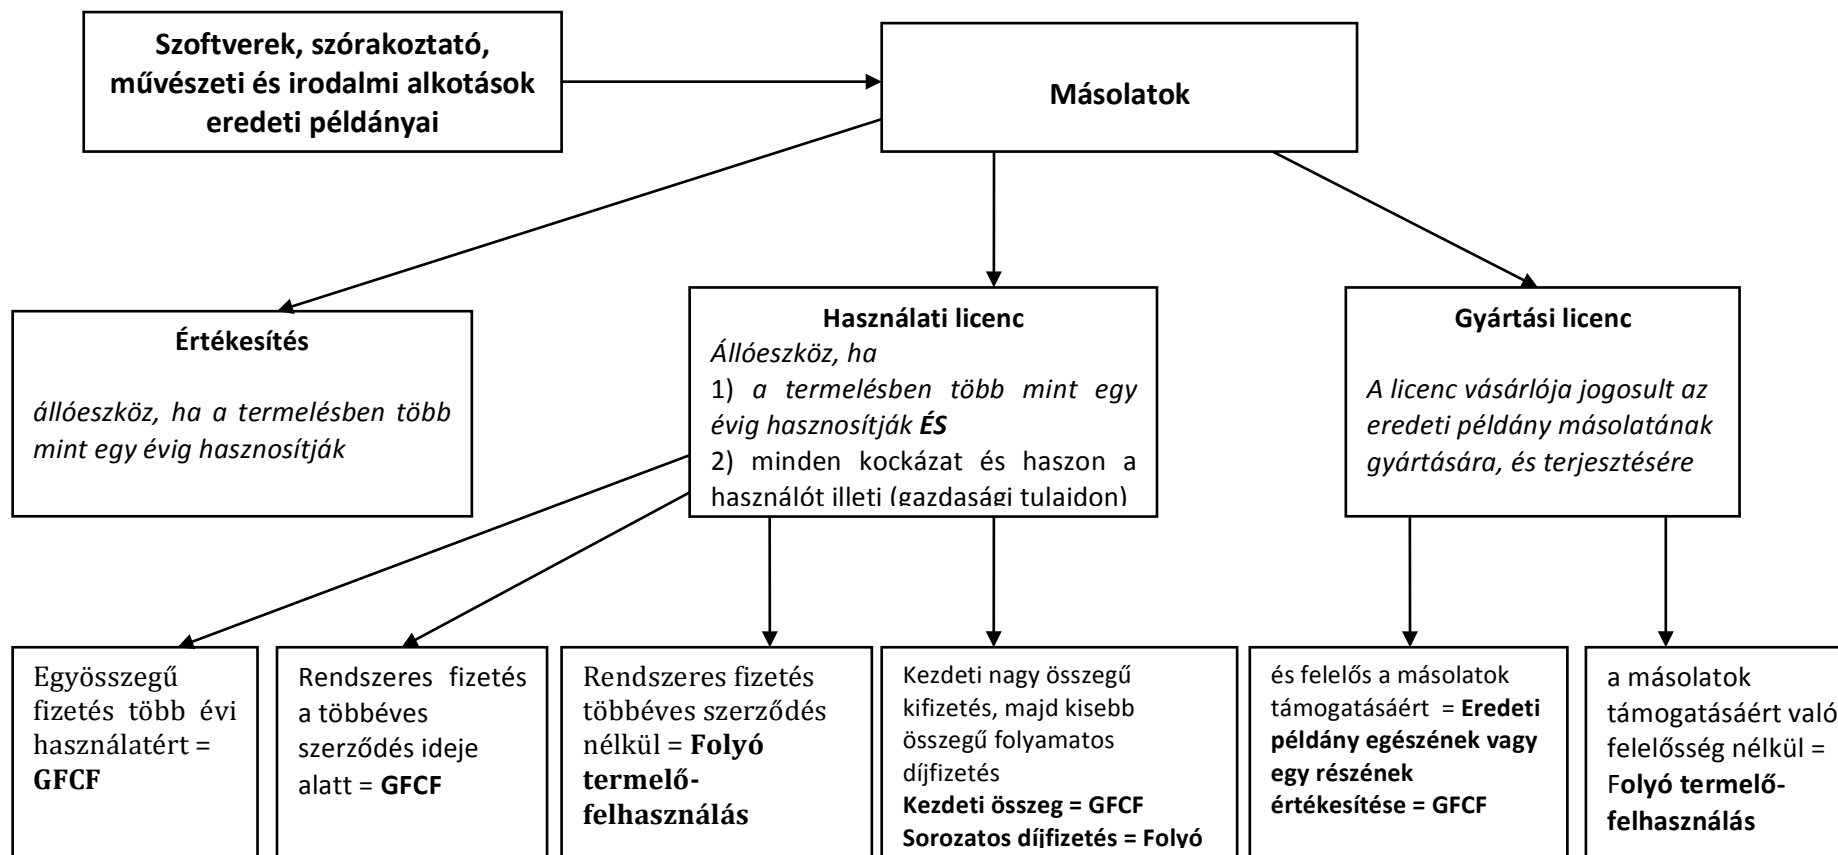 Szoftverek, szórakoztató,
művészeti és irodalmi alkotások
eredeti példányai
Másolatok
Értékesítés
állóeszköz, ha a termelésben több
mint egy évig hasznosítják
Használati licenc
Állóeszköz, ha
1) a termelésben több mint egy
évig hasznosítják ÉS
2) minden kockázat és haszon a
használót illeti (gazdasági tulajdon)
Gyártási licenc
A licenc vásárlója jogosult az
eredeti példány másolatának
gyártására, és terjesztésére
Egyösszegű
fizetés több évi
használatért =
GFCF
Rendszeres fizetés
a többéves
szerződés ideje
alatt = GFCF
Rendszeres fizetés
többéves szerződés
nélkül = Folyó
termelő-
felhasználás
Kezdeti nagy összegű
kifizetés, majd kisebb
összegű folyamatos
díjfizetés
Kezdeti összeg = GFCF
Sorozatos díjfizetés = Folyó
és felelős a másolatok
támogatásáért = Eredeti
példány egészének vagy
egy részének
értékesítése = GFCF
a másolatok
támogatásáért való
felelősség nélkül =
Folyó termelő-
felhasználás